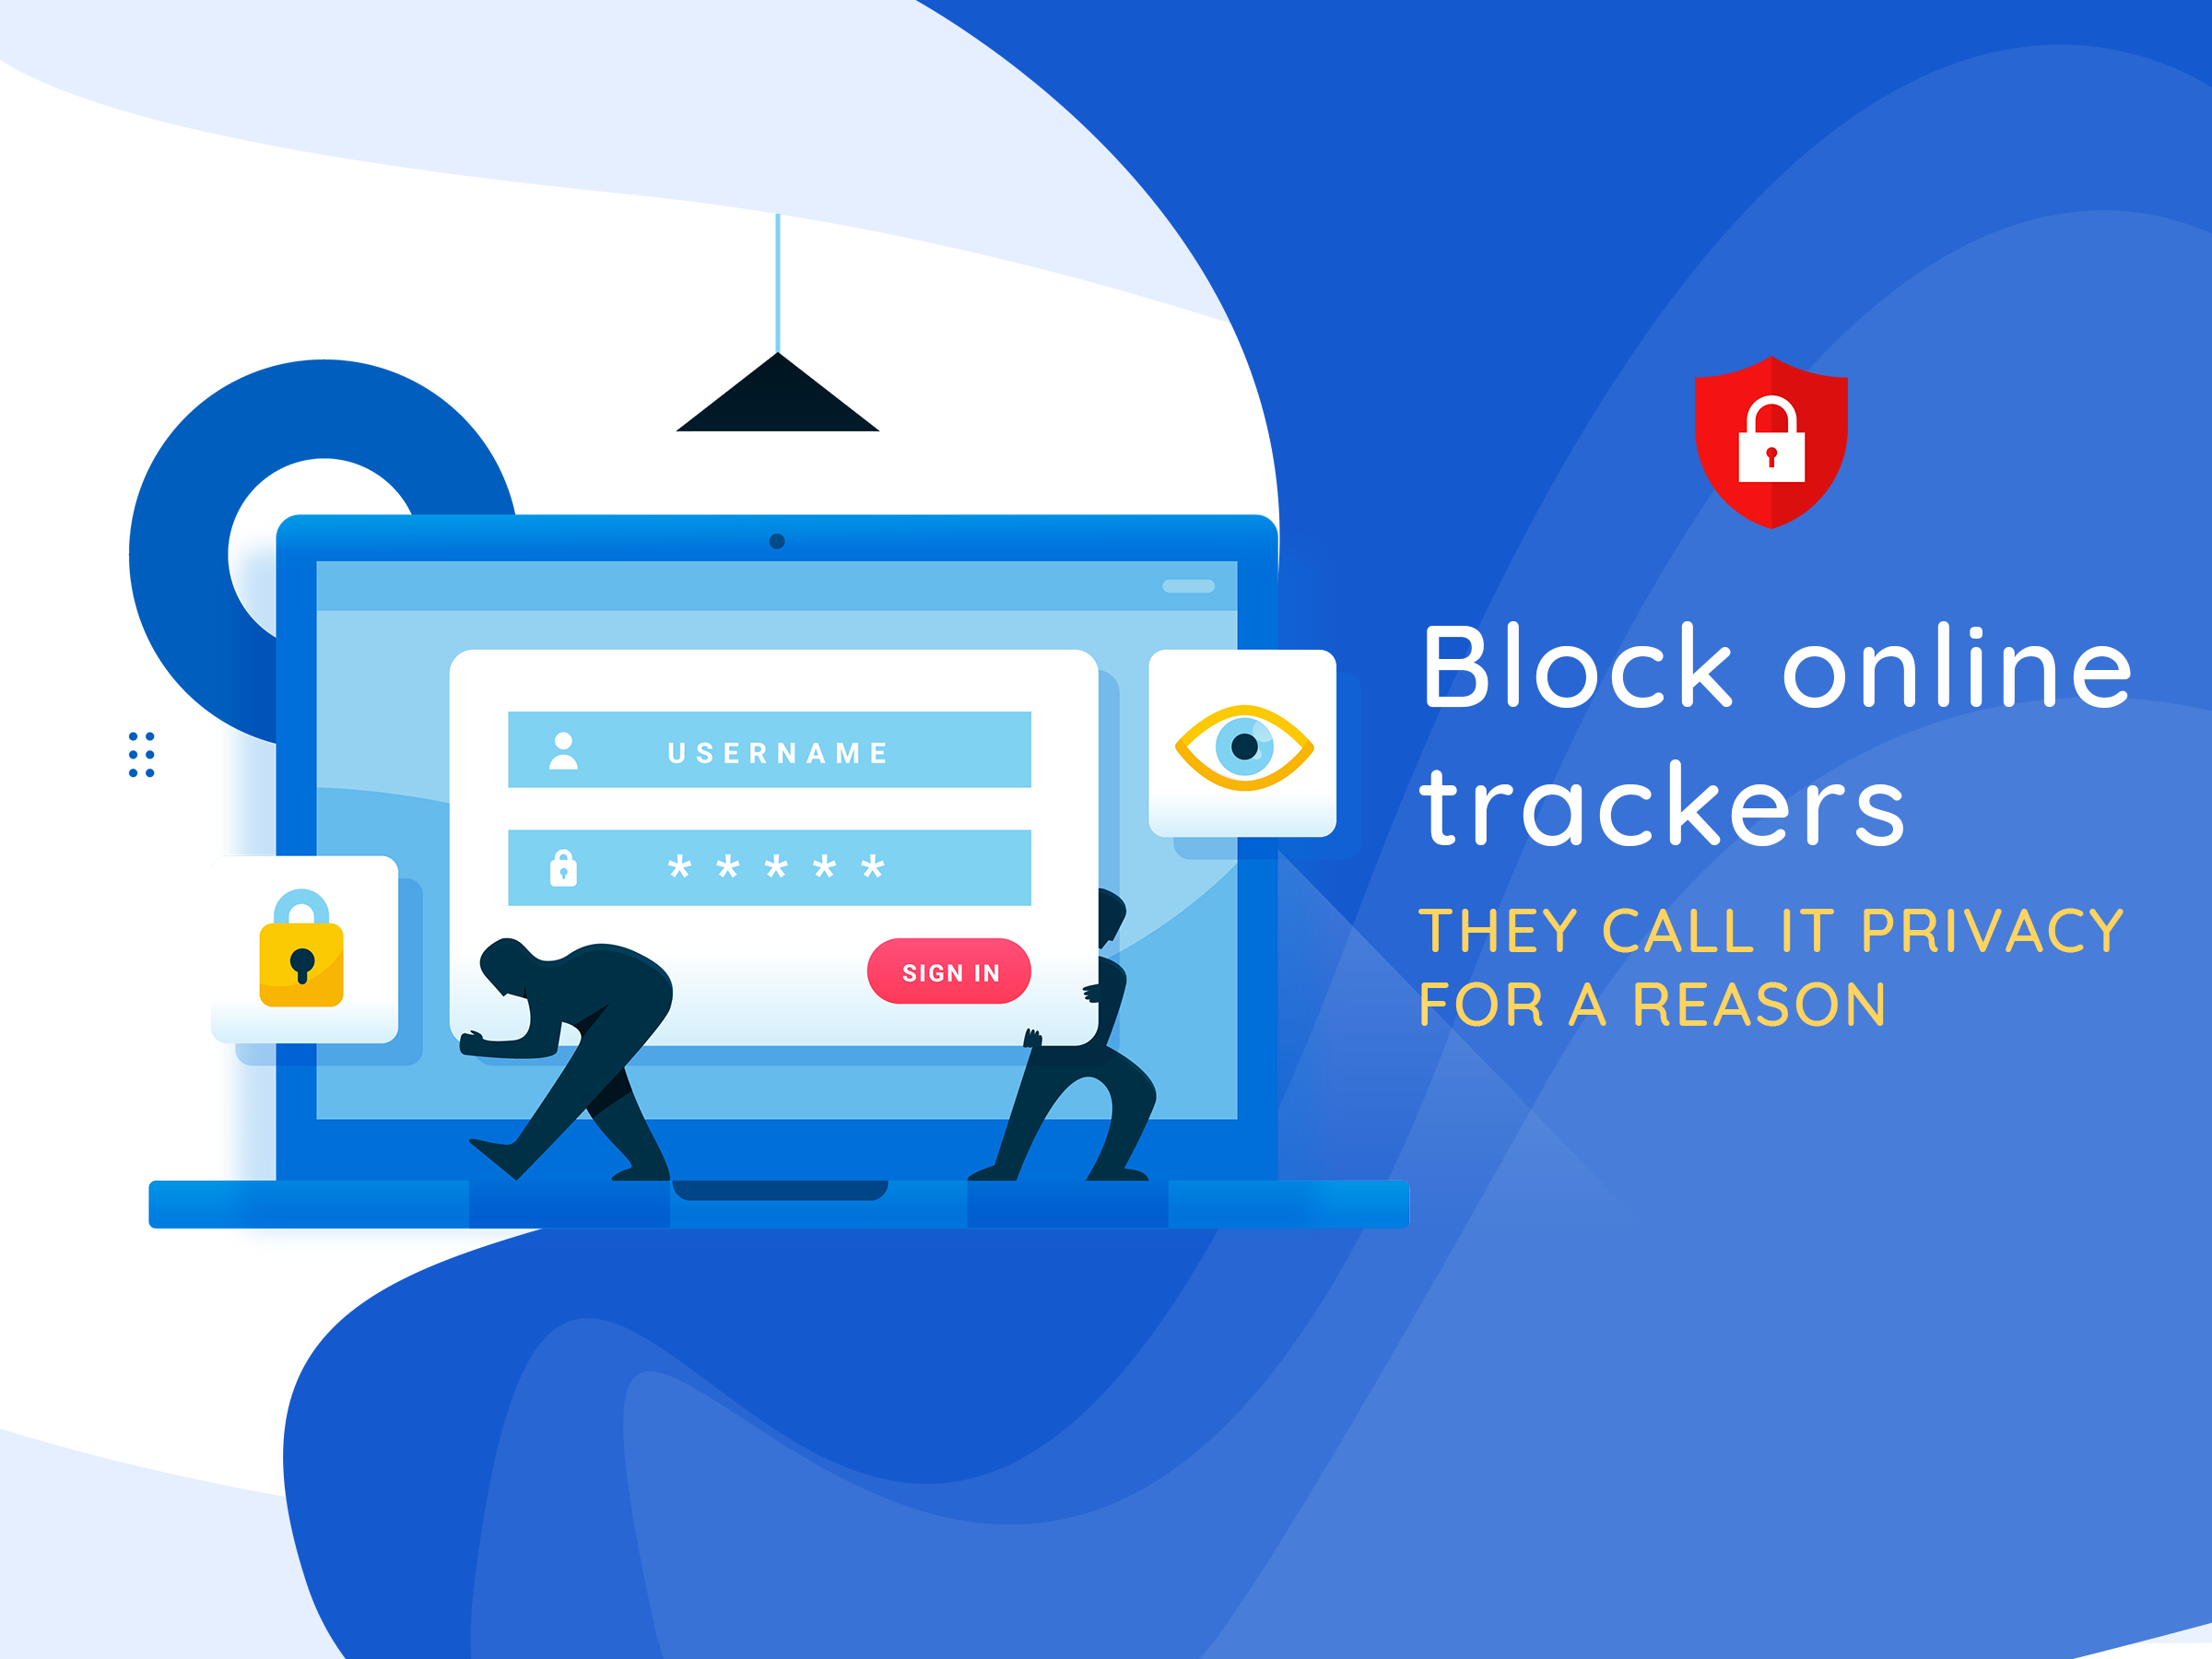 USERNAME
*****
SIGN IN
Block online
trackers
THEY CALL IT PRIVACY
FOR A REASON